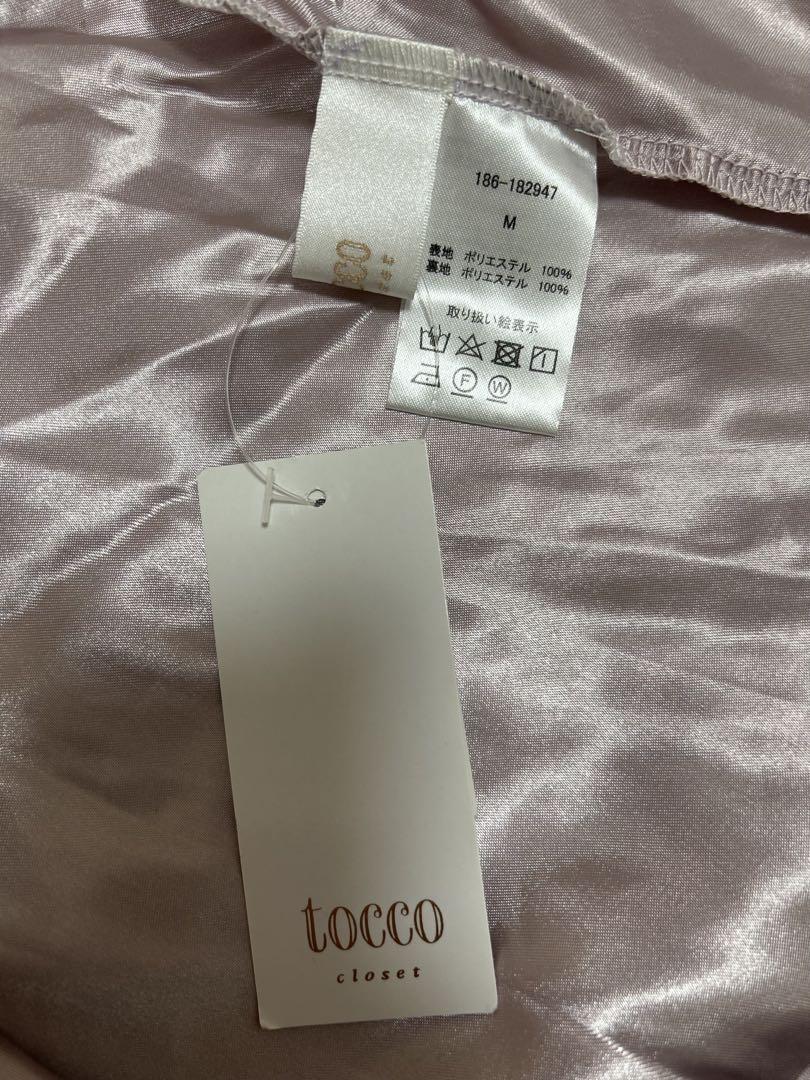 186-182947
M
表地 ポリエステル 100%
裏地 ポリエステル 100%
取り扱い絵表示
F
W
tocco
closet